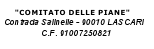 "COMITATO DELLE PIANE"
Contrada Salinelle – 90010 LASCARI
C.F. 91007250821